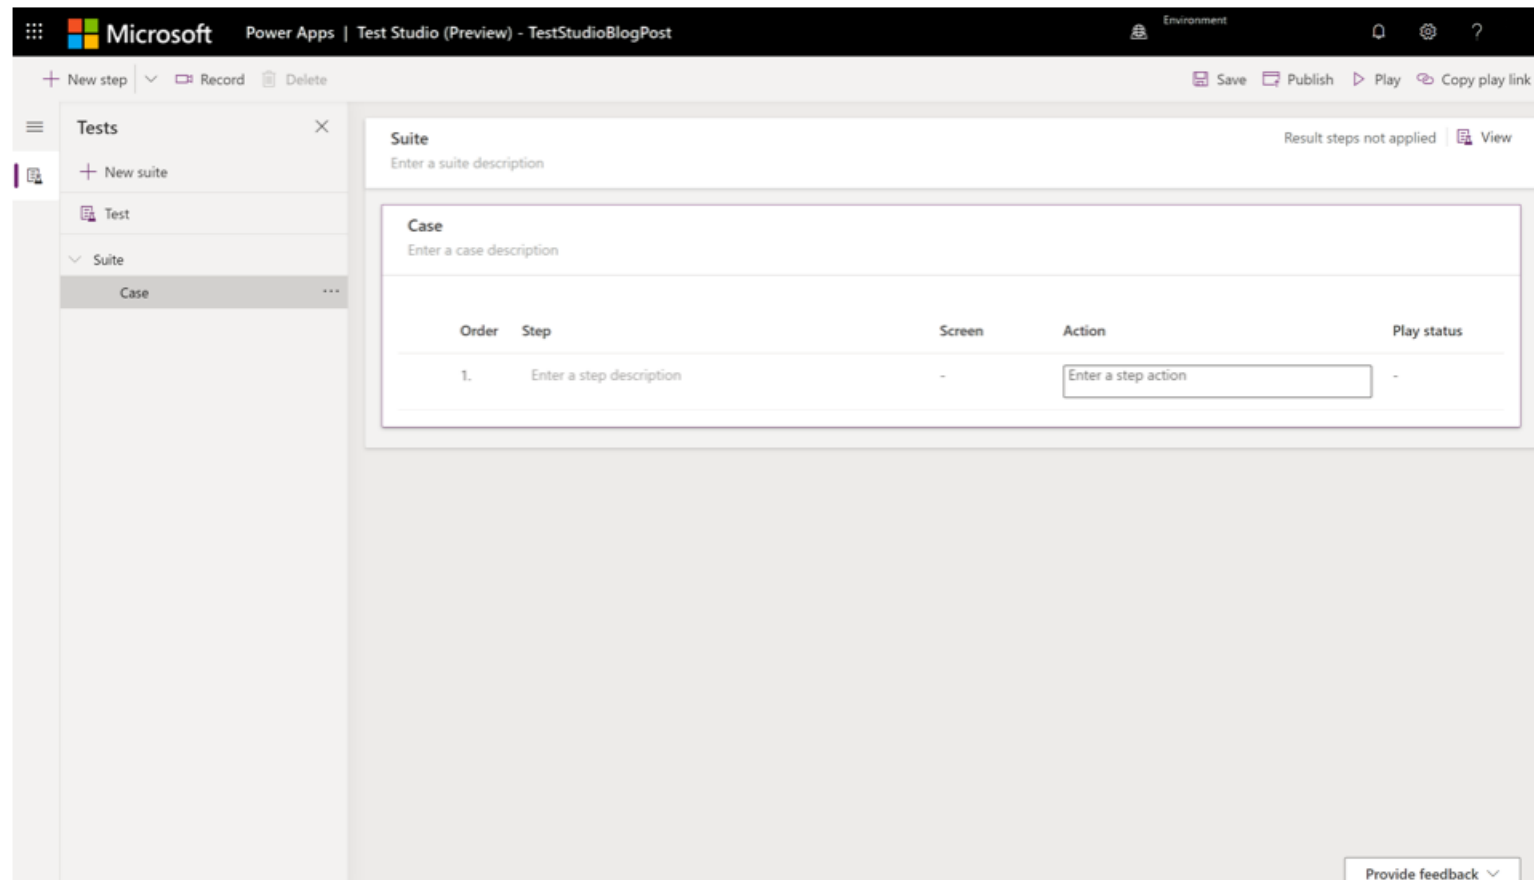 Microsoft Power Apps | Test Studio (Preview) - TestStudioBlogPost Environment ?
New step Record Delete Save Publish Play Copy play link
Tests
New suite
Test
Suite
Case ...
Suite Result steps not applied View
Enter a suite description
Case
Enter a case description
Order Step Screen Action Play status
1. Enter a step description - Enter a step action -
Provide feedback